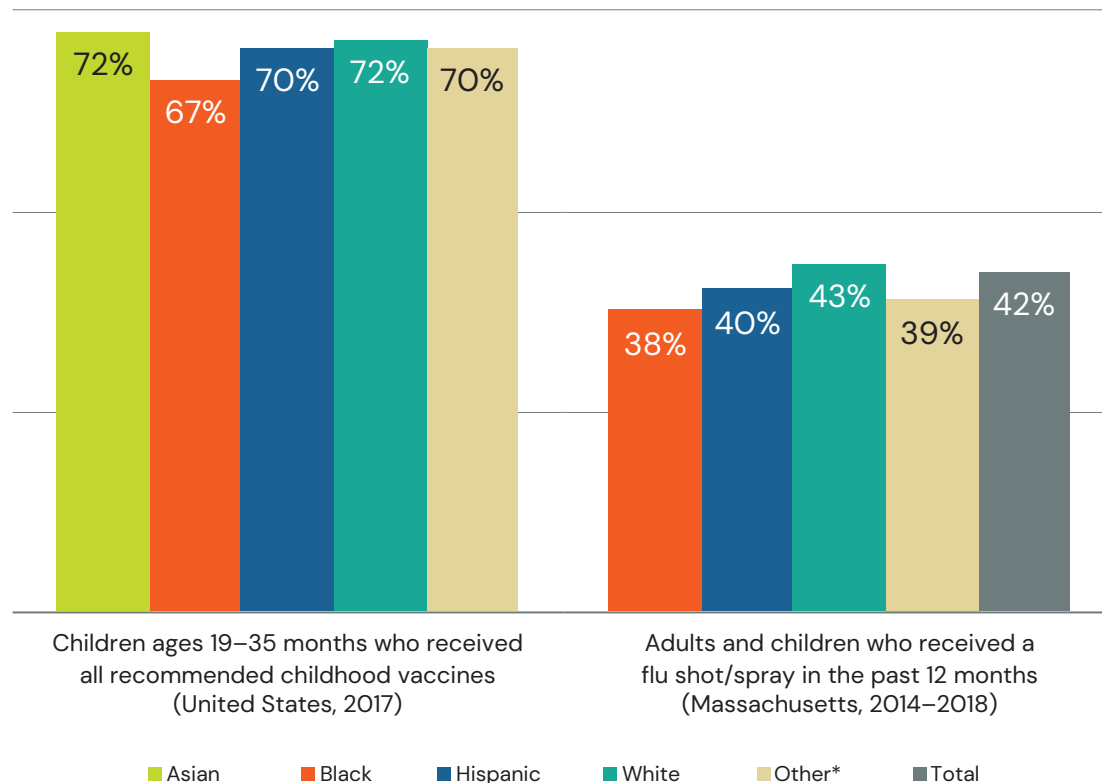 72%
67%
70%
72%
70%
38%
40%
43%
39%
42%
Children ages 19–35 months who received
all recommended childhood vaccines
(United States, 2017)
Adults and children who received a
flu shot/spray in the past 12 months
(Massachusetts, 2014–2018)
Asian Black Hispanic White Other* Total